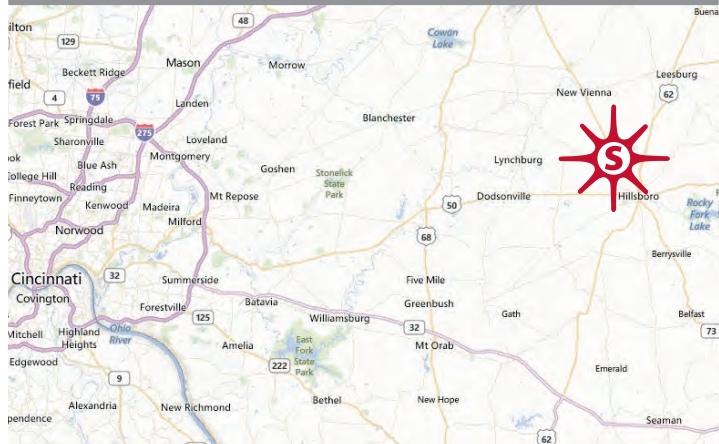 48
Cowan
Lake
Buena
ilton
129
Mason
Morrow
Beckett Ridge
Leesburg
field
4
75
New Vienna
62
Landen
Forest Park
Springdale
275
Blanchester
Sharonville
Loveland
ok
Blue Ash
Montgomery
Lynchburg
S
College Hill
Goshen
Stonelick
State
Park
Reading
Finneytown
Kenwood
Madeira
Mt Repose
50
Dodsonville
Hillsboro
Rocky
Fork
Lake
Milford
Norwood
68
Berrysville
Cincinnati
32
Summerside
Five Mile
Covington
Batavia
Greenbush
Forestville
125
Williamsburg
Gath
Belfast
Mitchell
Highland
Heights
Ohio
River
32
73
Amelia
East
Fork
State
Park
Mt Orab
Edgewood
222
Emerald
9
Alexandria
New Richmond
Bethel
New Hope
pendence
Seaman
62